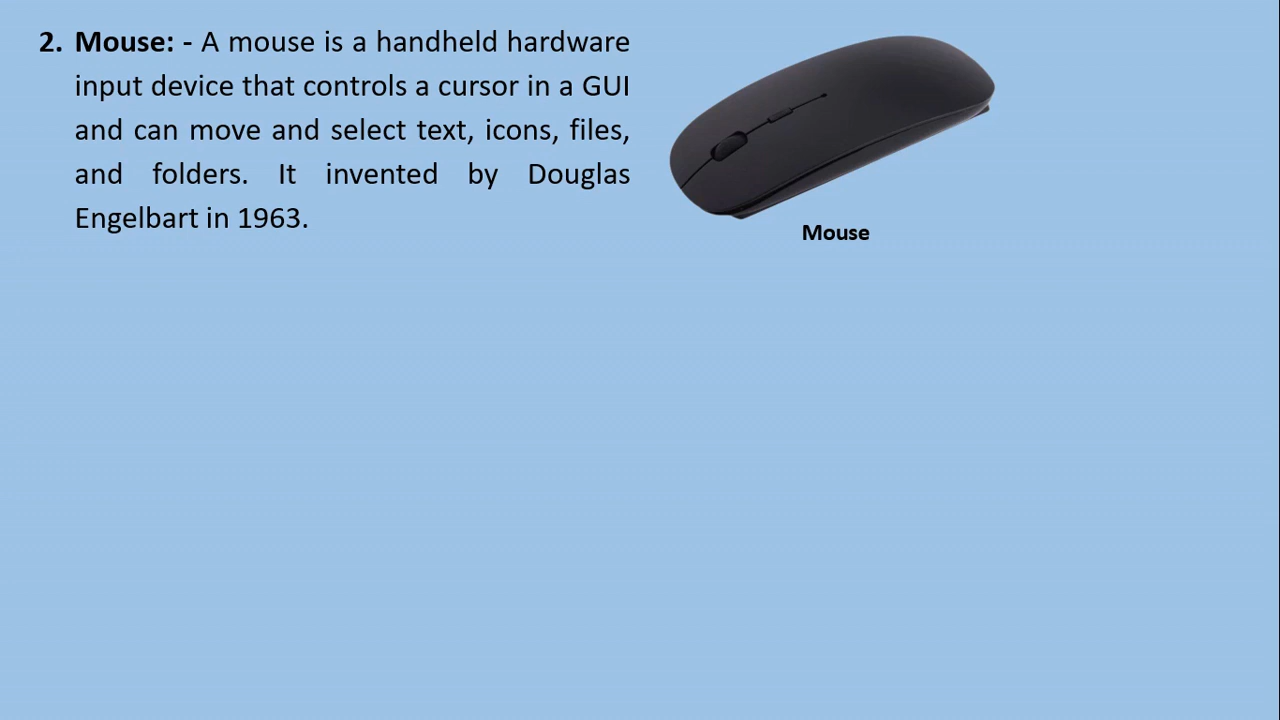 2. Mouse: - A mouse is a handheld hardware
input device that controls a cursor in a GUI
and can move and select text, icons, files,
and folders. It invented by Douglas
Engelbart in 1963.
Mouse